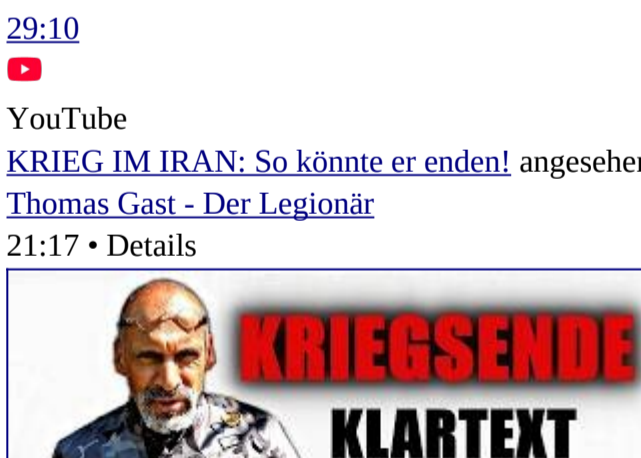 29:10
YouTube
KRIEG IM IRAN: So könnte er enden! angesehen
Thomas Gast - Der Legionär
21:17 • Details
KRIEGSENDE
KLARTEXT